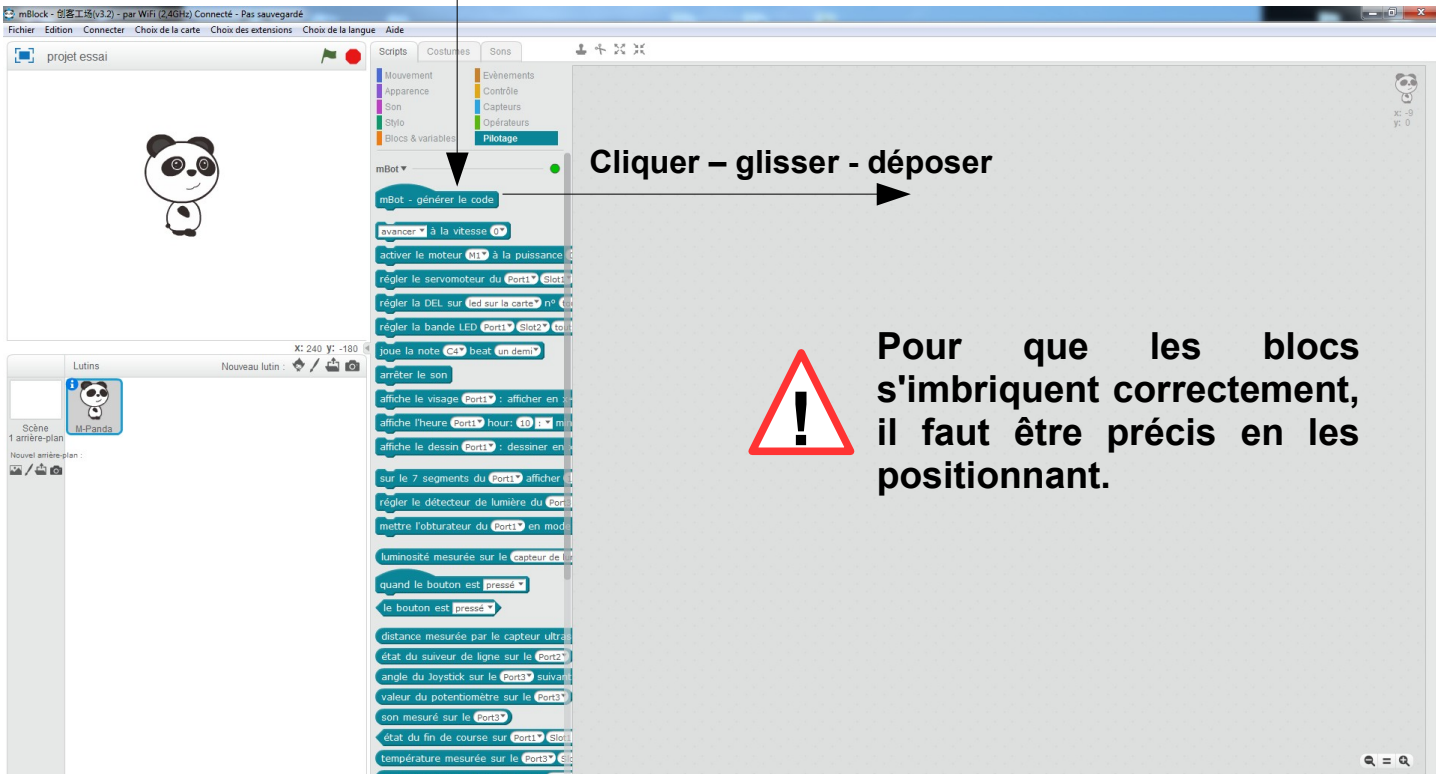 mBlock - 创客工场(v3.2) - par WiFi (2,4GHz) Connecté - Pas sauvegardé
Fichier Edition Connecter Choix de la carte Choix des extensions Choix de la langue Aide
projet essai
Scripts Costumes Sons
Mouvement Evènements
Apparence Contrôle
Son Capteurs
Stylo Opérateurs
Blocs & variables Pilotage
x: -9
y: 0
mBot
Cliquer – glisser - déposer
mBot - générer le code
avancer à la vitesse 0
activer le moteur M1 à la puissance
régler le servomoteur du Port1 Slot1
régler la DEL sur led sur la carte n°
régler la bande LED Port1 Slot2
joue la note C4 beat un demi
arrêter le son
affiche le visage Port1 : afficher en
affiche l'heure Port1 hour: 10 :
affiche le dessin Port1 : dessiner en
sur le 7 segments du Port1 afficher
régler le détecteur de lumière du
mettre l'obturateur du Port1 en mode
luminosité mesurée sur le capteur de
quand le bouton est pressé
le bouton est pressé
distance mesurée par le capteur
état du suiveur de ligne sur le Port2
angle du Joystick sur le Port3 suivant
valeur du potentiomètre sur le Port3
son mesuré sur le Port3
état du fin de course sur Port1
température mesurée sur le Port3
X: 240 y: -180
Lutins Nouveau lutin :
Scène
1 arrière-plan
M-Panda
Nouvel arrière-plan :
!
Pour que les blocs
s'imbriquent correctement,
il faut être précis en les
positionnant.